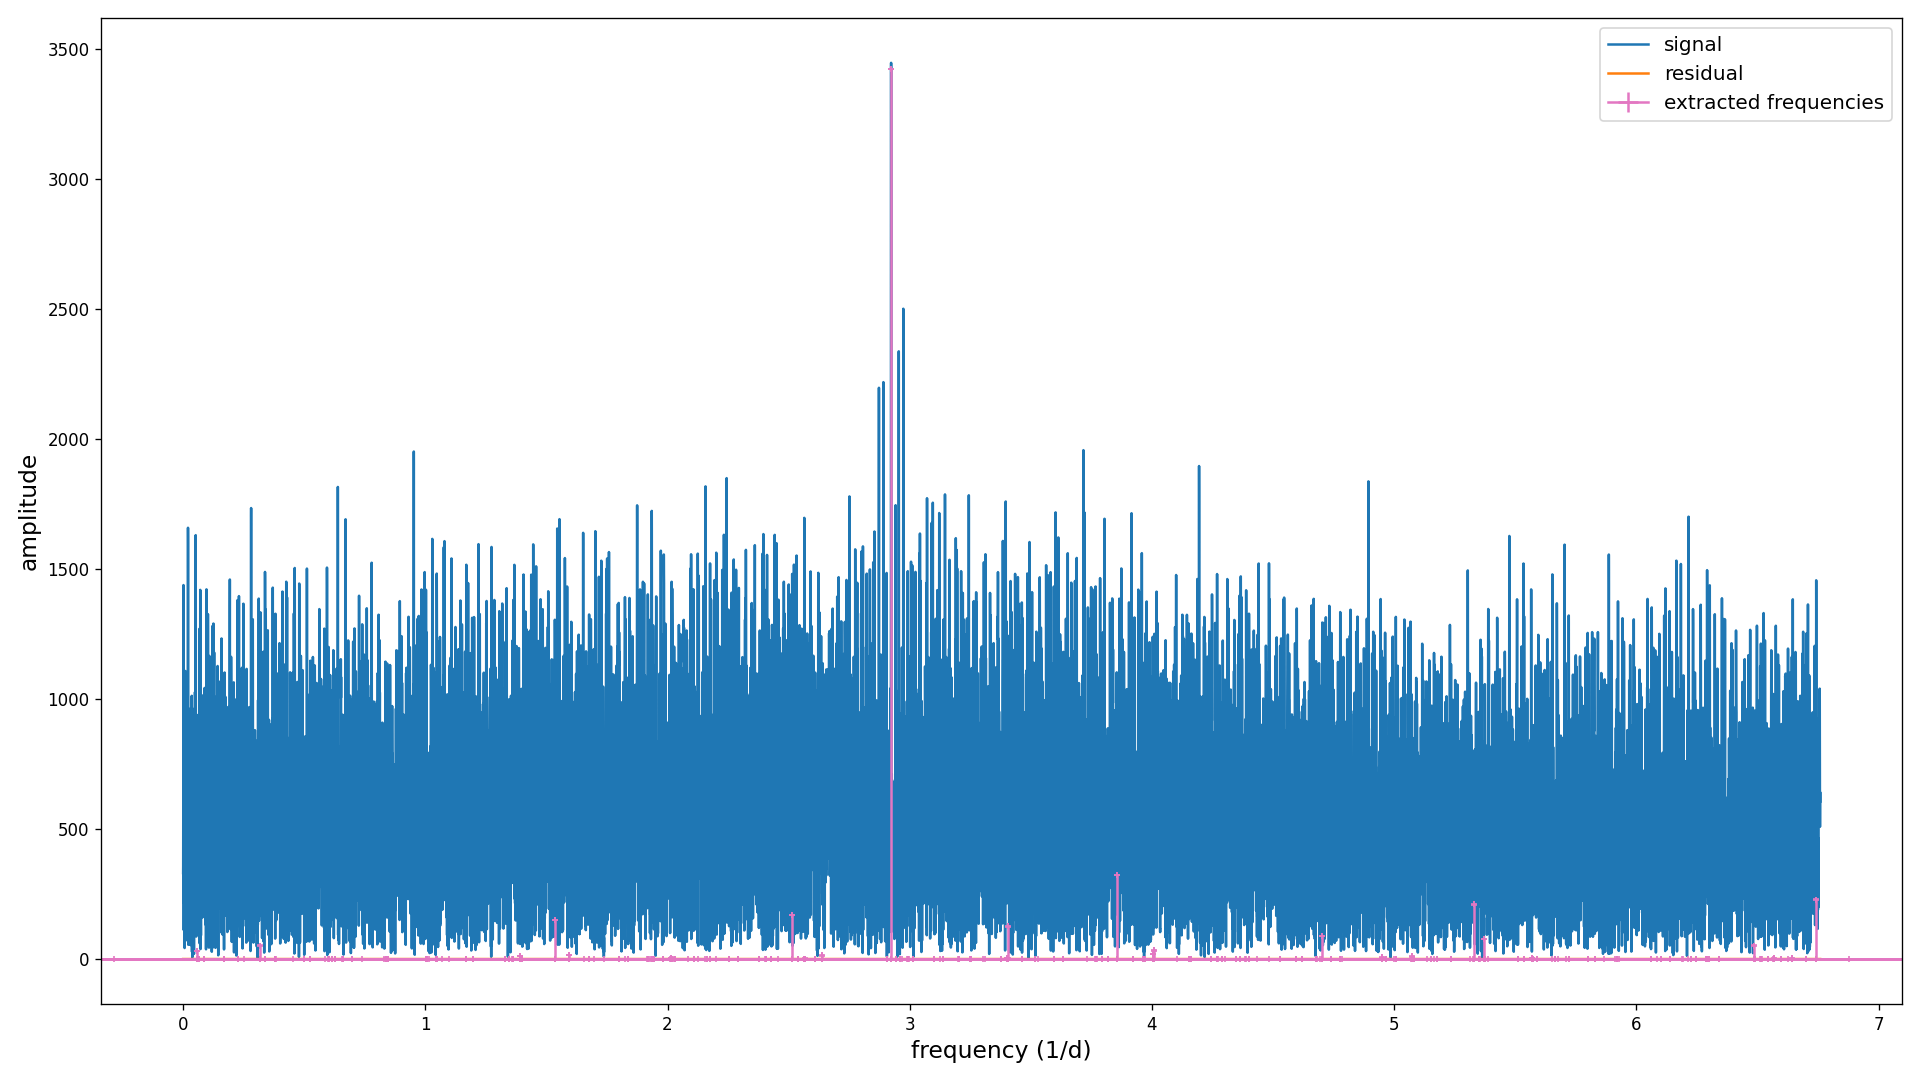 signal
residual
extracted frequencies
3500
3000
2500
2000
1500
1000
500
0
amplitude
0 1 2 3 4 5 6 7
frequency (1/d)